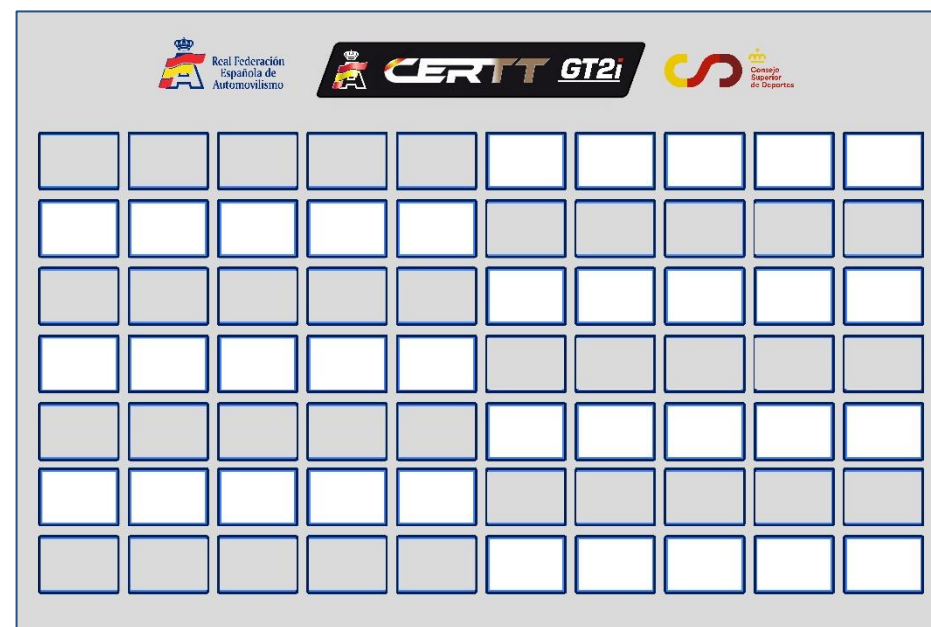 Real Federación
Española de
Automovilismo
CERTT GT2i
Consejo
Superior
de Deportes